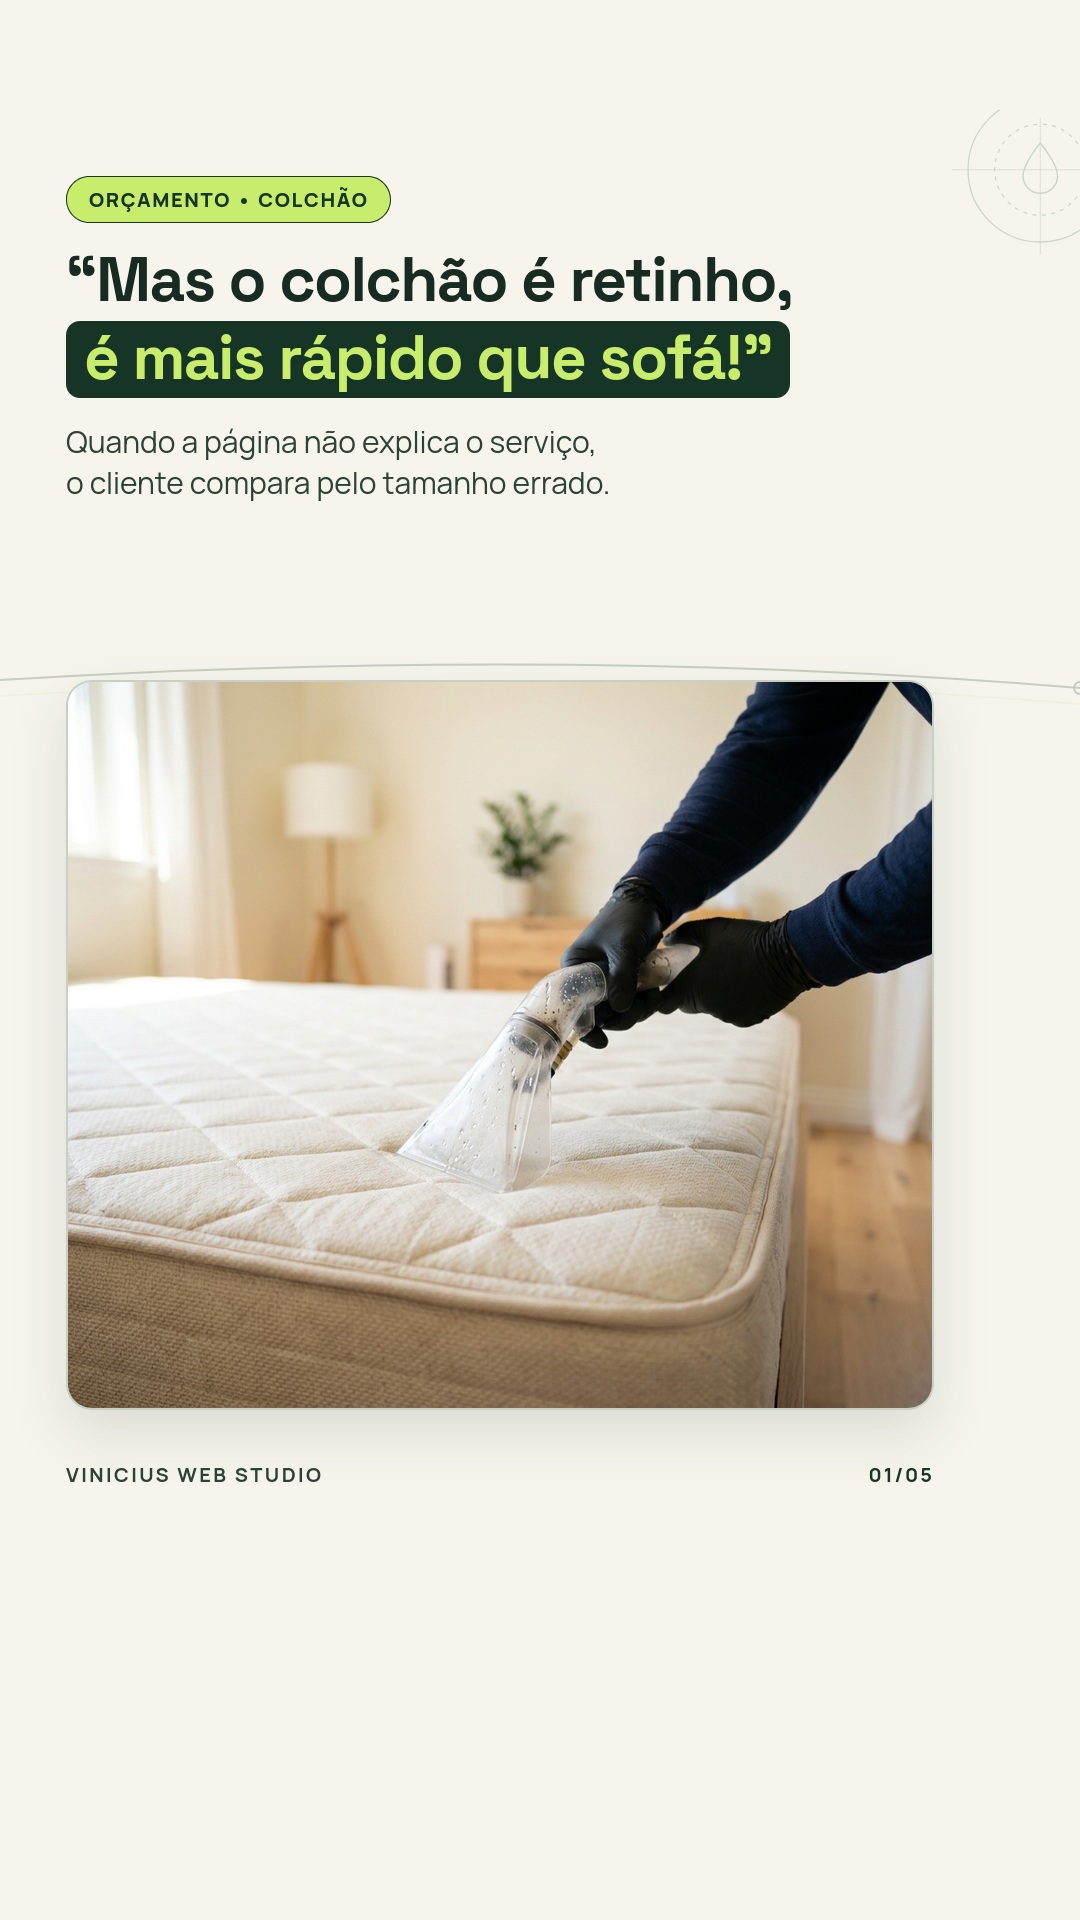 ORÇAMENTO • COLCHÃO
“Mas o colchão é retinho,
é mais rápido que sofá!”
Quando a página não explica o serviço,
o cliente compara pelo tamanho errado.
VINICIUS WEB STUDIO
01/05